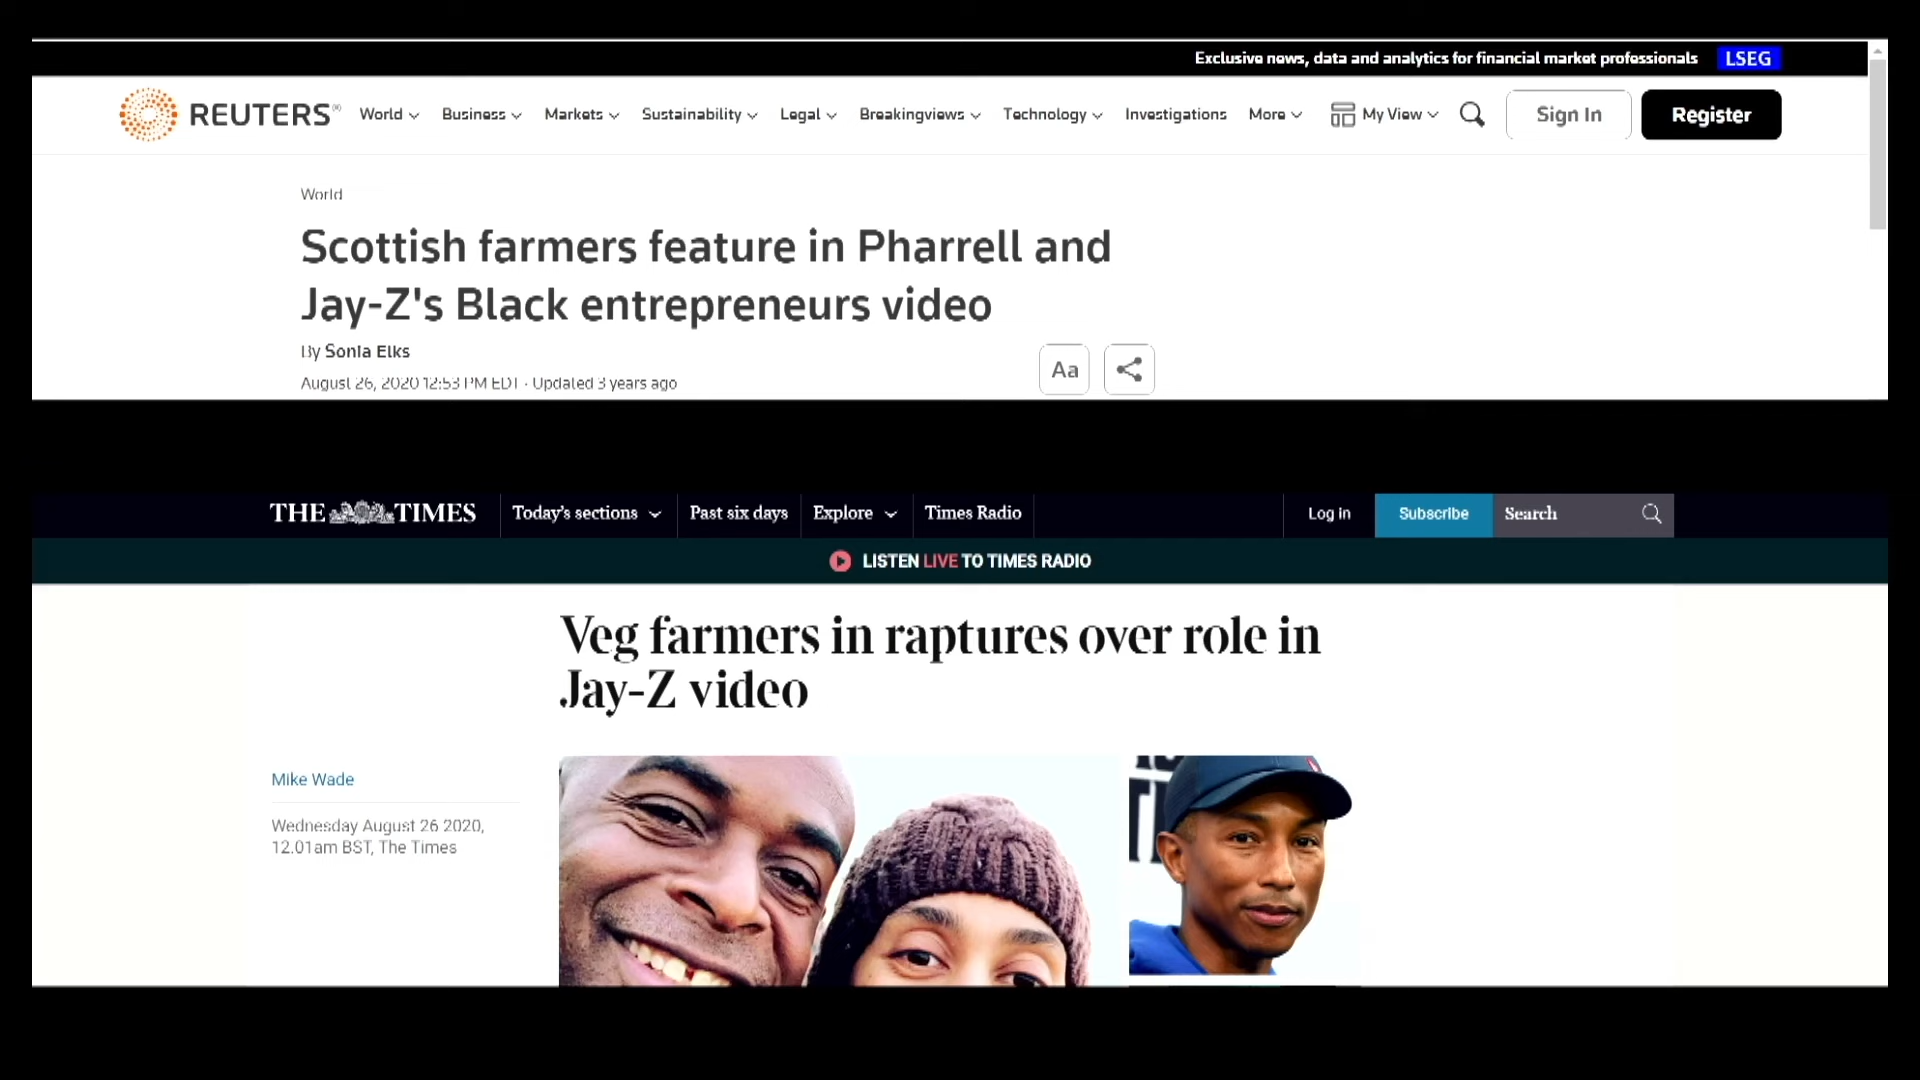 Exclusive news, data and analytics for financial market professionals LSEG
REUTERS® World Business Markets Sustainability Legal Breakingviews Technology Investigations More My View Sign In Register
World
Scottish farmers feature in Pharrell and
Jay-Z's Black entrepreneurs video
By Sonia Elks
August 26, 2020 12:53 PM EDT · Updated 3 years ago
Aa
THE TIMES Today's sections Past six days Explore Times Radio Log in Subscribe Search
LISTEN LIVE TO TIMES RADIO
Veg farmers in raptures over role in
Jay-Z video
Mike Wade
Wednesday August 26 2020,
12.01am BST, The Times